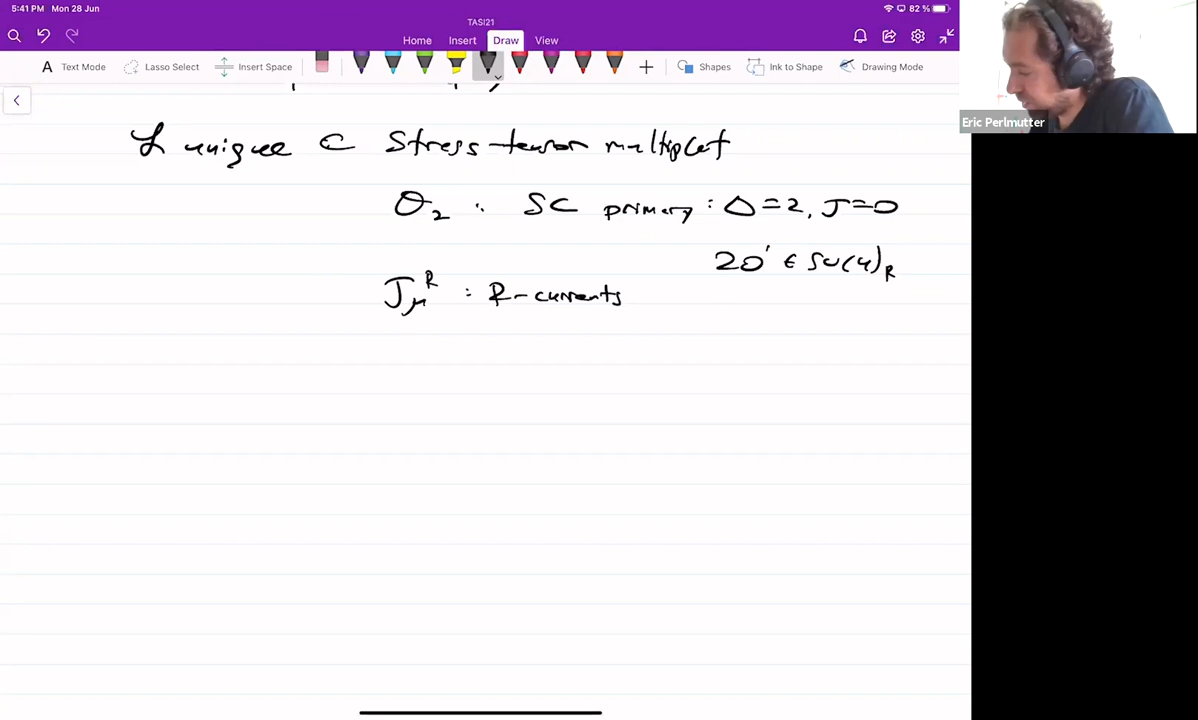 5:41 PM Mon 28 Jun
82 %
TASI21
Home Insert Draw View
A Text Mode Lasso Select Insert Space Shapes Ink to Shape Drawing Mode
Eric Perlmutter
ℒ unique ⊂ Stress-tensor multiplet
O₂ : SC primary : Δ=2, J=0
20' ∈ SU(4)_R
J_μ^R : R-currents